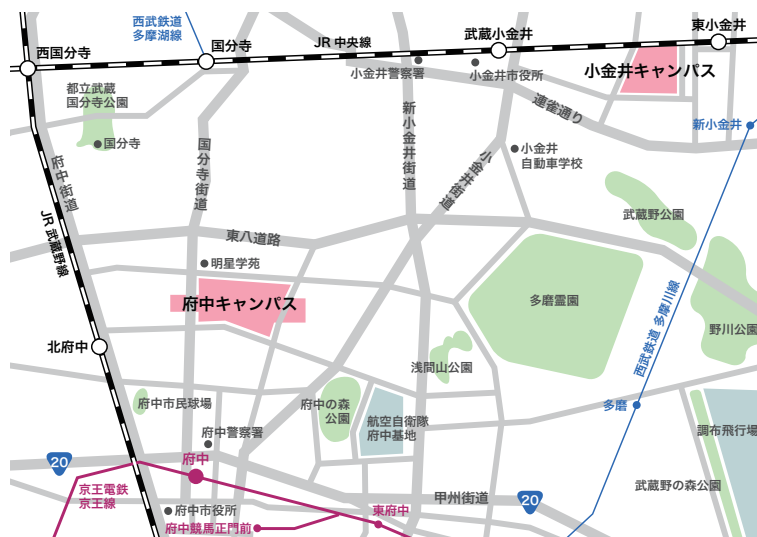 西武鉄道
多摩湖線
西国分寺
国分寺
JR 中央線
武蔵小金井
東小金井
小金井警察署
小金井市役所
小金井キャンパス
都立武蔵
国分寺公園
国分寺
新小金井街道
連雀通り
新小金井
国分寺街道
小金井街道
小金井
自動車学校
府中街道
JR 武蔵野線
東八道路
武蔵野公園
明星学苑
府中キャンパス
多磨霊園
西武鉄道 多摩川線
野川公園
北府中
浅間山公園
府中市民球場
府中の森
公園
航空自衛隊
府中基地
多磨
調布飛行場
府中警察署
20
府中
京王電鉄
京王線
甲州街道
20
武蔵野の森公園
府中市役所
府中競馬正門前
東府中